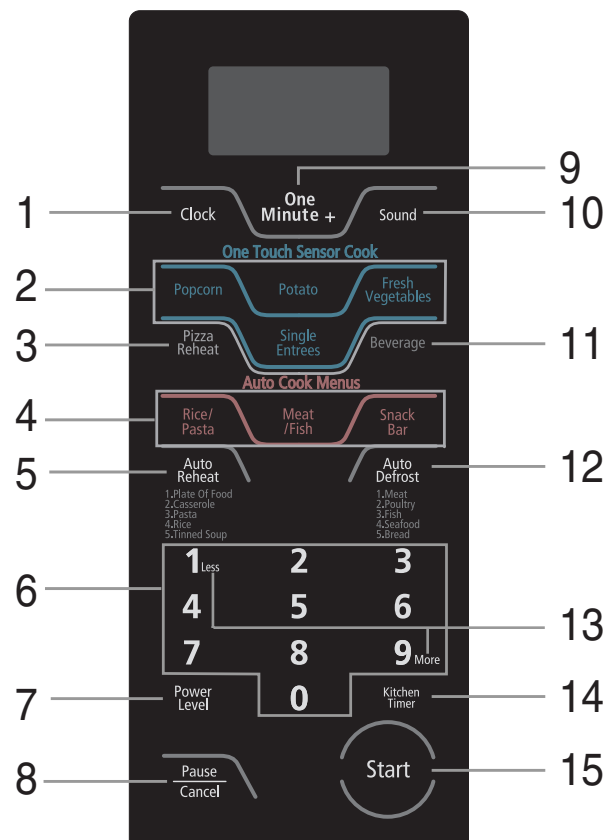 9
One
1
Clock
Minute +
Sound
10
One Touch Sensor Cook
2
Popcorn
Potato
Fresh
Vegetables
3
Pizza
Reheat
Single
Entrees
Beverage
11
Auto Cook Menus
4
Rice/
Pasta
Meat
/Fish
Snack
Bar
5
Auto
Reheat
Auto
Defrost
12
1.Plate Of Food
2.Casserole
3.Pasta
4.Rice
5.Tinned Soup
1.Meat
2.Poultry
3.Fish
4.Seafood
5.Bread
6
1 Less
2
3
4
5
6
13
7
8
9 More
7
Power
Level
0
Kitchen
Timer
14
8
Pause
Cancel
Start
15